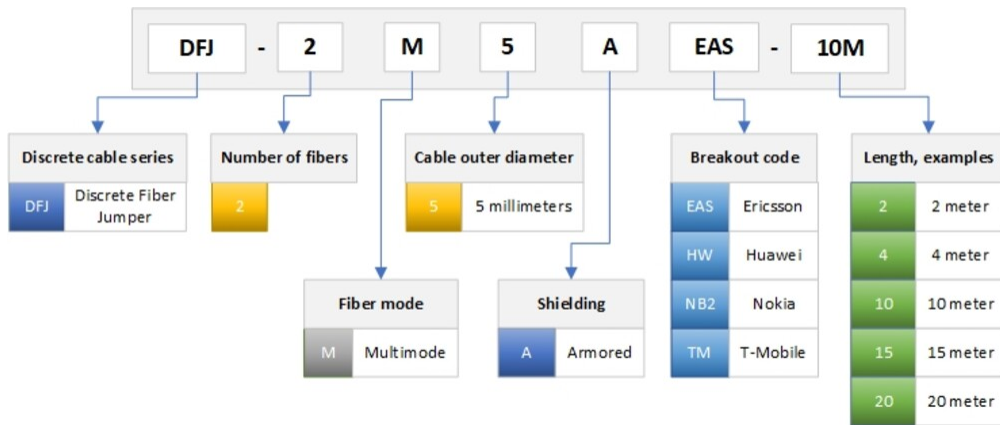 DFJ - 2 M 5 A EAS - 10M
Discrete cable series
DFJ Discrete Fiber
Jumper
Number of fibers
2
Cable outer diameter
5 5 millimeters
Breakout code
EAS Ericsson
HW Huawei
NB2 Nokia
TM T-Mobile
Length, examples
2 2 meter
4 4 meter
10 10 meter
15 15 meter
20 20 meter
Fiber mode
M Multimode
Shielding
A Armored